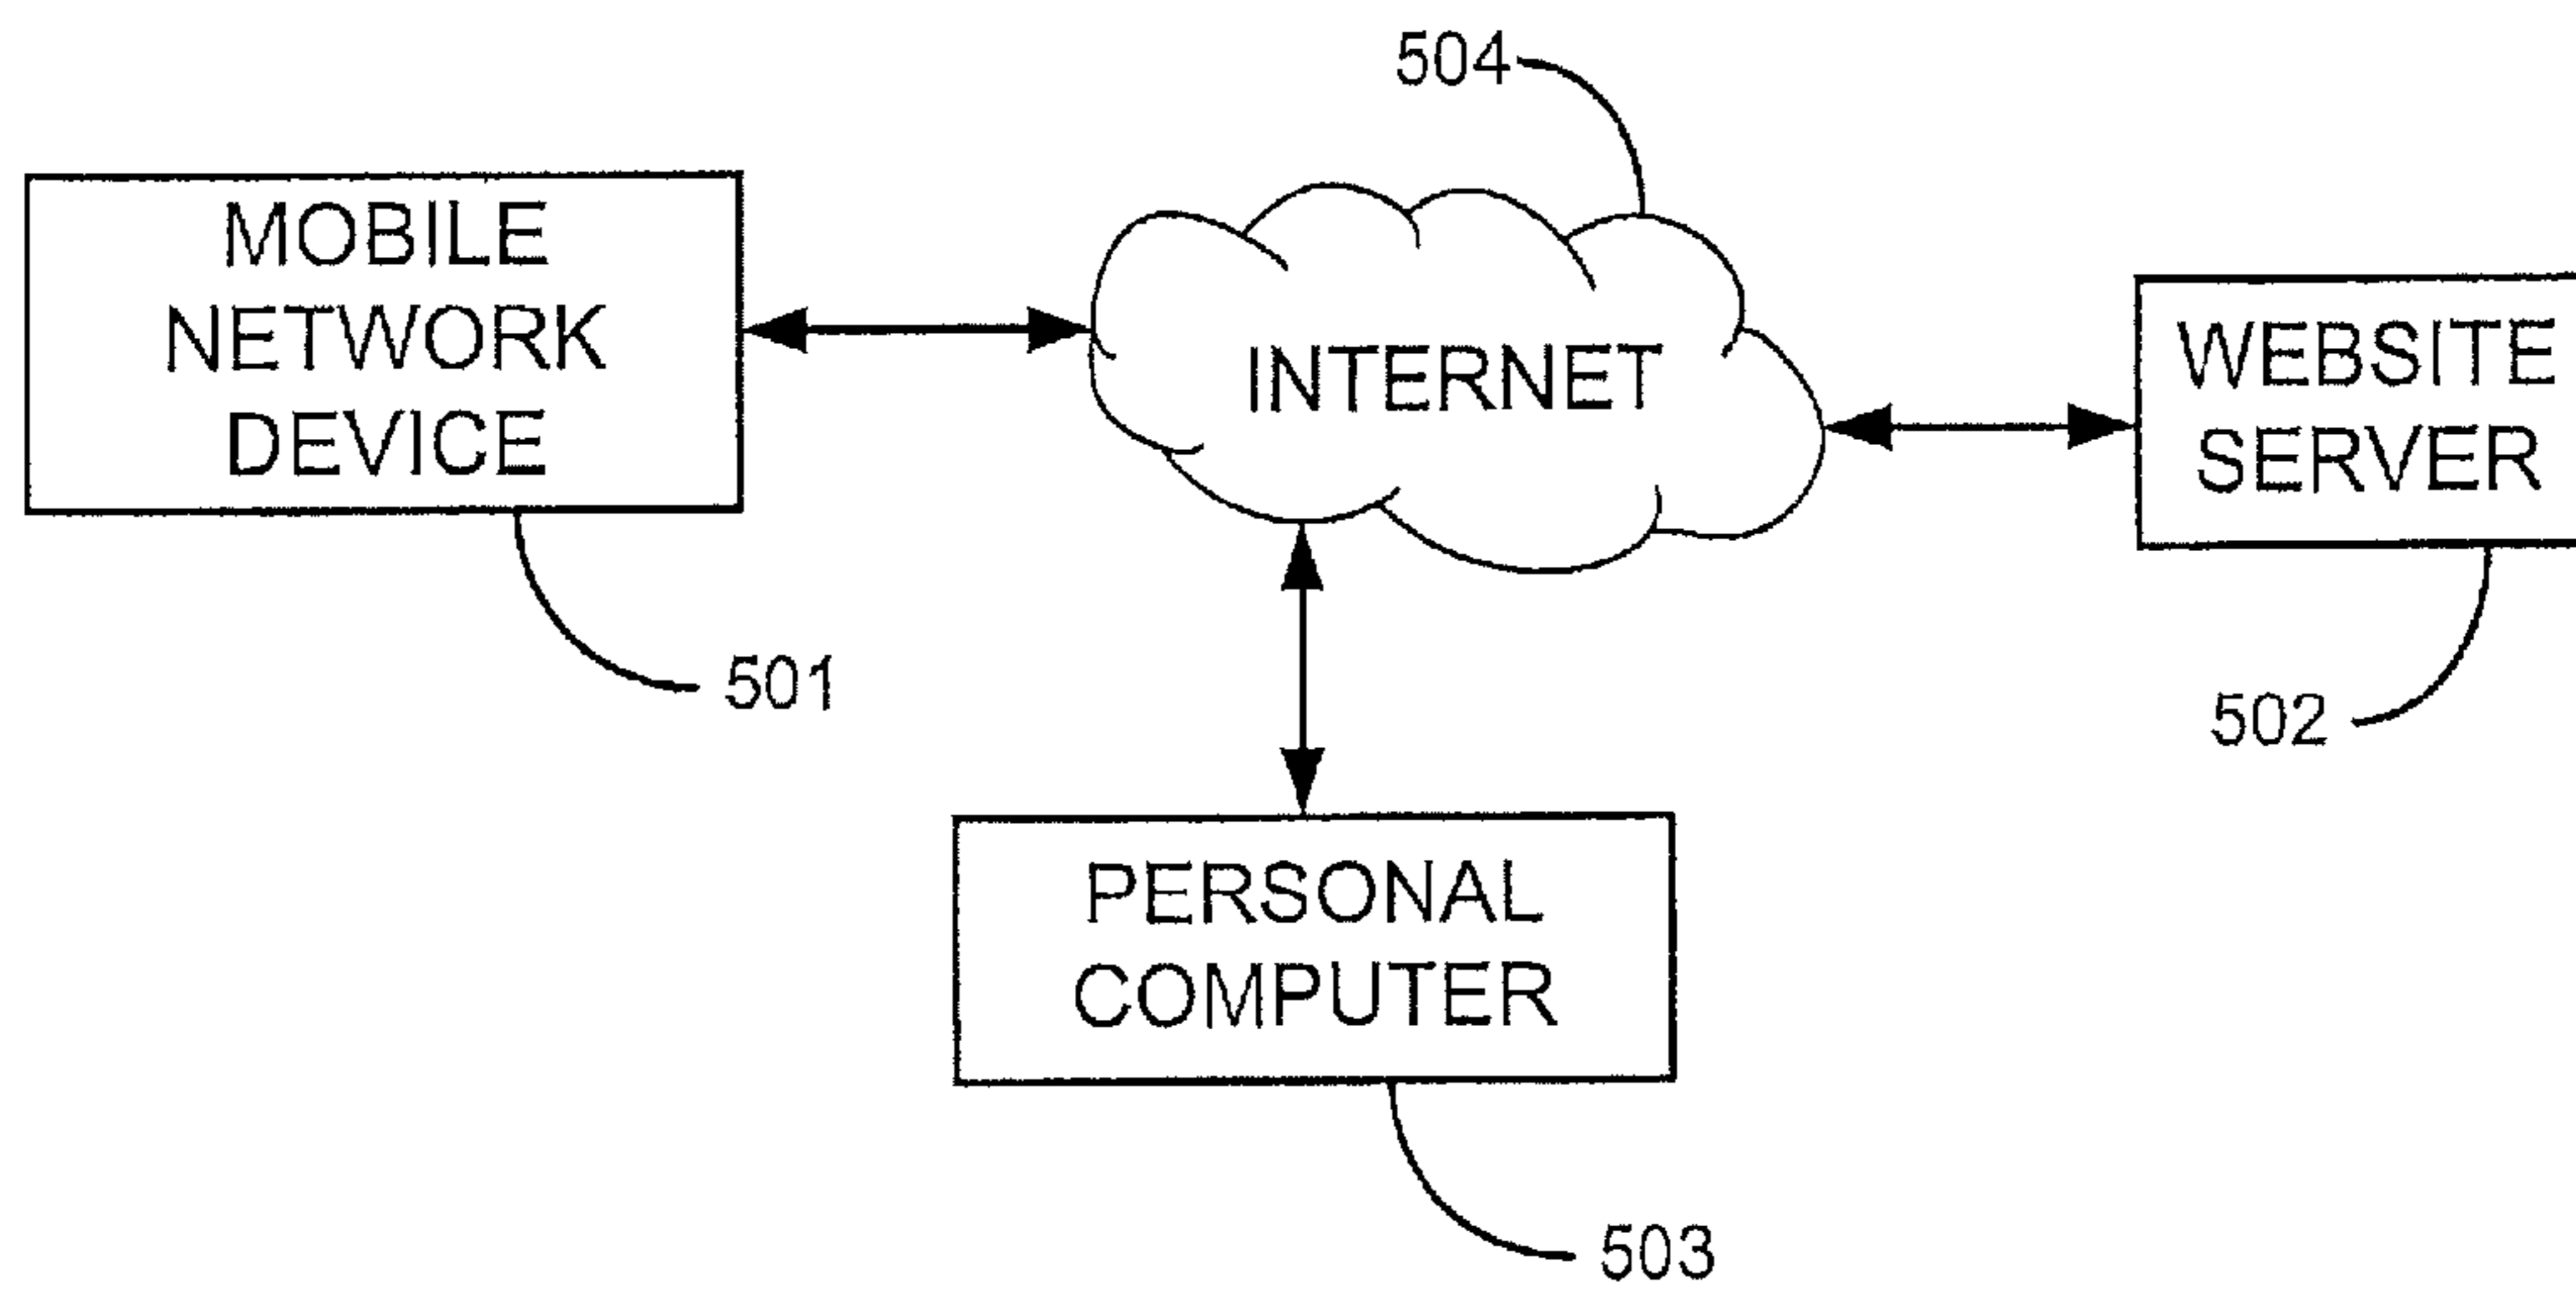 504
MOBILE
NETWORK
DEVICE
INTERNET
WEBSITE
SERVER
501
502
PERSONAL
COMPUTER
503